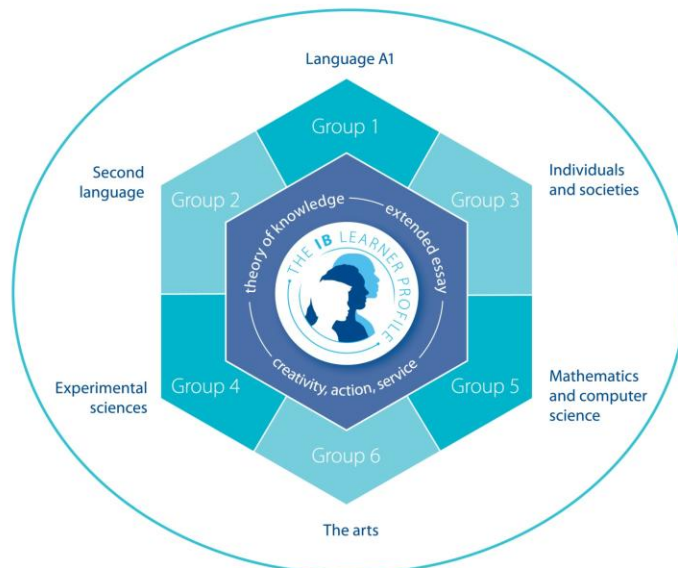 Language A1
Group 1
Second
language
Group 2
Individuals
and societies
Group 3
theory of knowledge
extended essay
THE IB LEARNER PROFILE
creativity, action, service
Experimental
sciences
Group 4
Mathematics
and computer
science
Group 5
Group 6
The arts